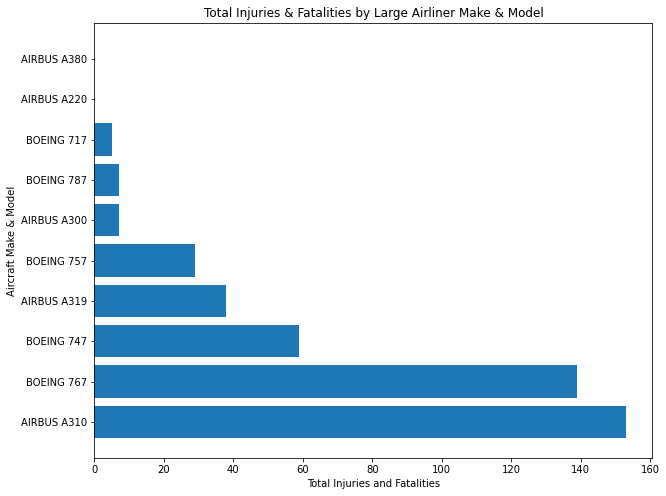 Total Injuries & Fatalities by Large Airliner Make & Model
Aircraft Make & Model
AIRBUS A380
AIRBUS A220
BOEING 717
BOEING 787
AIRBUS A300
BOEING 757
AIRBUS A319
BOEING 747
BOEING 767
AIRBUS A310
0 20 40 60 80 100 120 140 160
Total Injuries and Fatalities